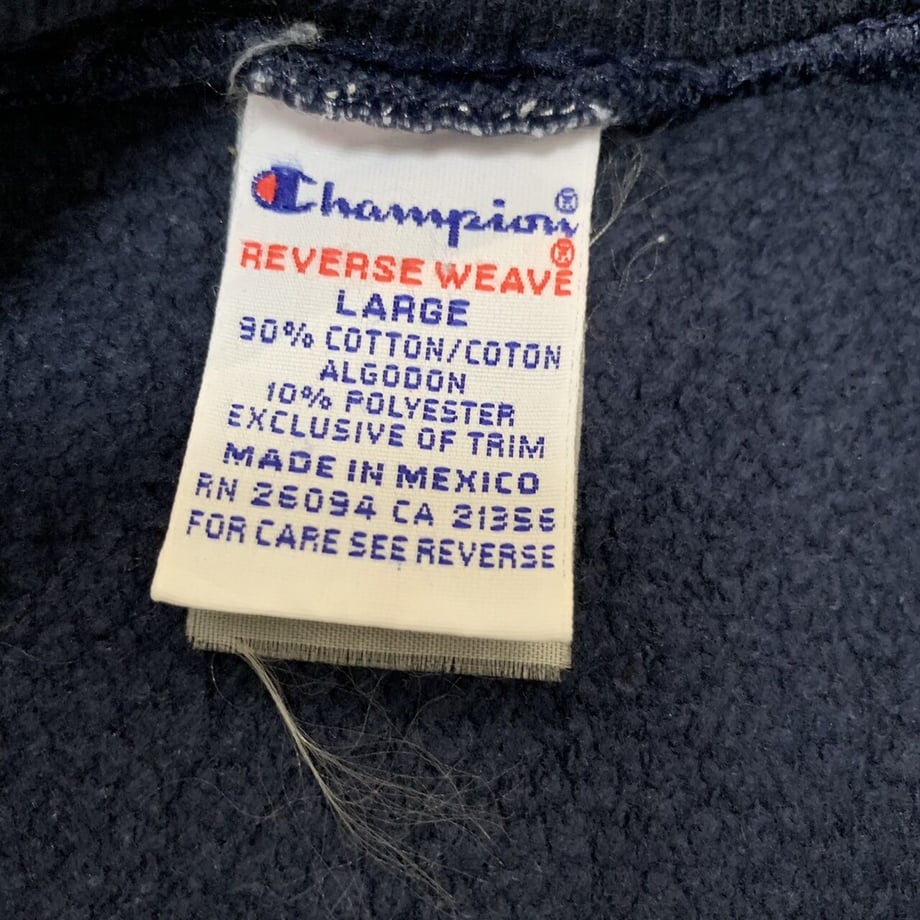 Champion®
REVERSE WEAVE®
LARGE
90% COTTON/COTON
ALGODON
10% POLYESTER
EXCLUSIVE OF TRIM
MADE IN MEXICO
RN 26094 CA 21356
FOR CARE SEE REVERSE